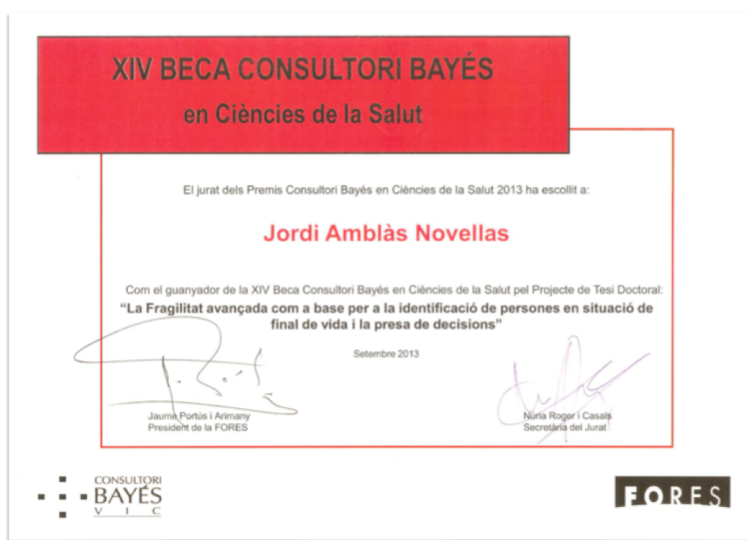 XIV BECA CONSULTORI BAYÉS
en Ciències de la Salut
El jurat dels Premis Consultori Bayés en Ciències de la Salut 2013 ha escollit a:
Jordi Amblàs Novellas
Com el guanyador de la XIV Beca Consultori Bayés en Ciències de la Salut pel Projecte de Tesi Doctoral:
“La Fragilitat avançada com a base per a la identificació de persones en situació de
final de vida i la presa de decisions”
Setembre 2013
Jaume Portús i Arimany
President de la FORES
Núria Roger i Casals
Secretària del Jurat
CONSULTORI
BAYÉS
VIC
FORES